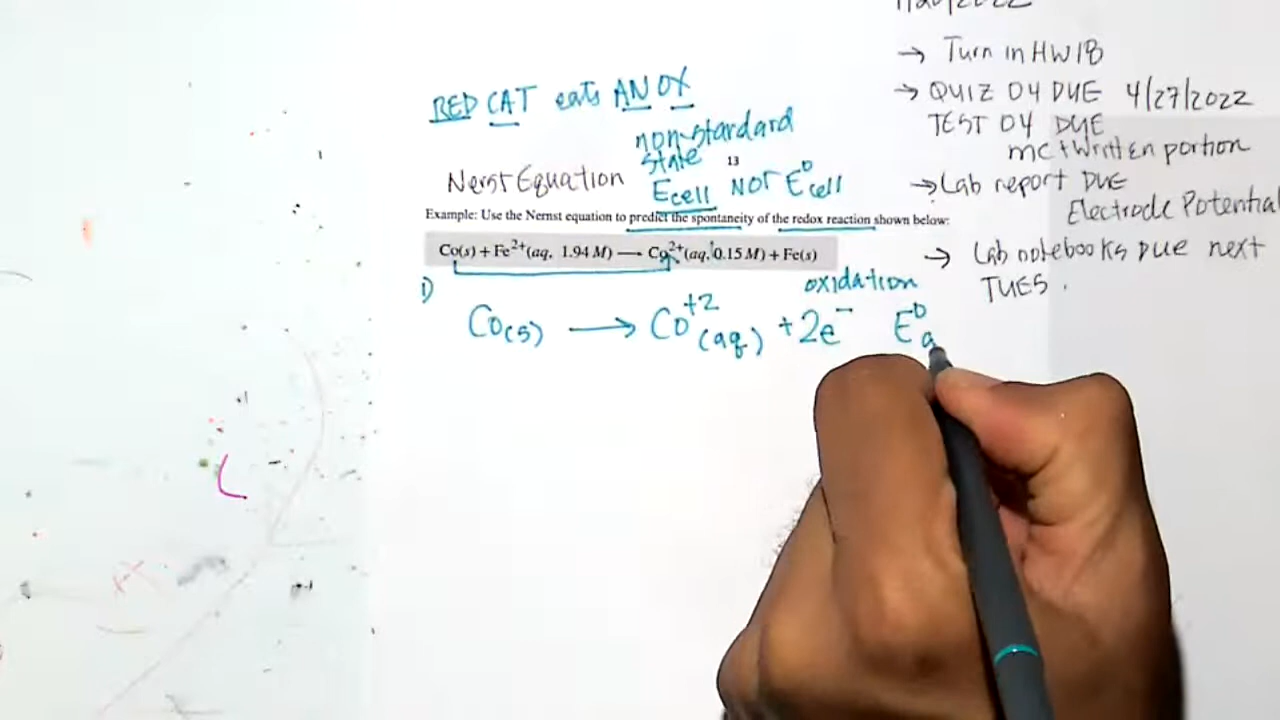 RED CAT eats ANOX
non-standard
state
13
Nerst Equation Ecell NOT E°cell
Example: Use the Nernst equation to predict the spontaneity of the redox reaction shown below:
Co(s) + Fe²⁺(aq, 1.94 M) ⟶ Co²⁺(aq, 0.15 M) + Fe(s)
1) oxidation
Co(s) ⟶ Co⁺²(aq) + 2e⁻ E°a
→ Turn in HW18
→ QUIZ 04 DUE 4/27/2022
TEST 04 DUE
MC + Written portion
→ Lab report DUE
Electrode Potential
→ Lab notebooks DUE next
TUES.